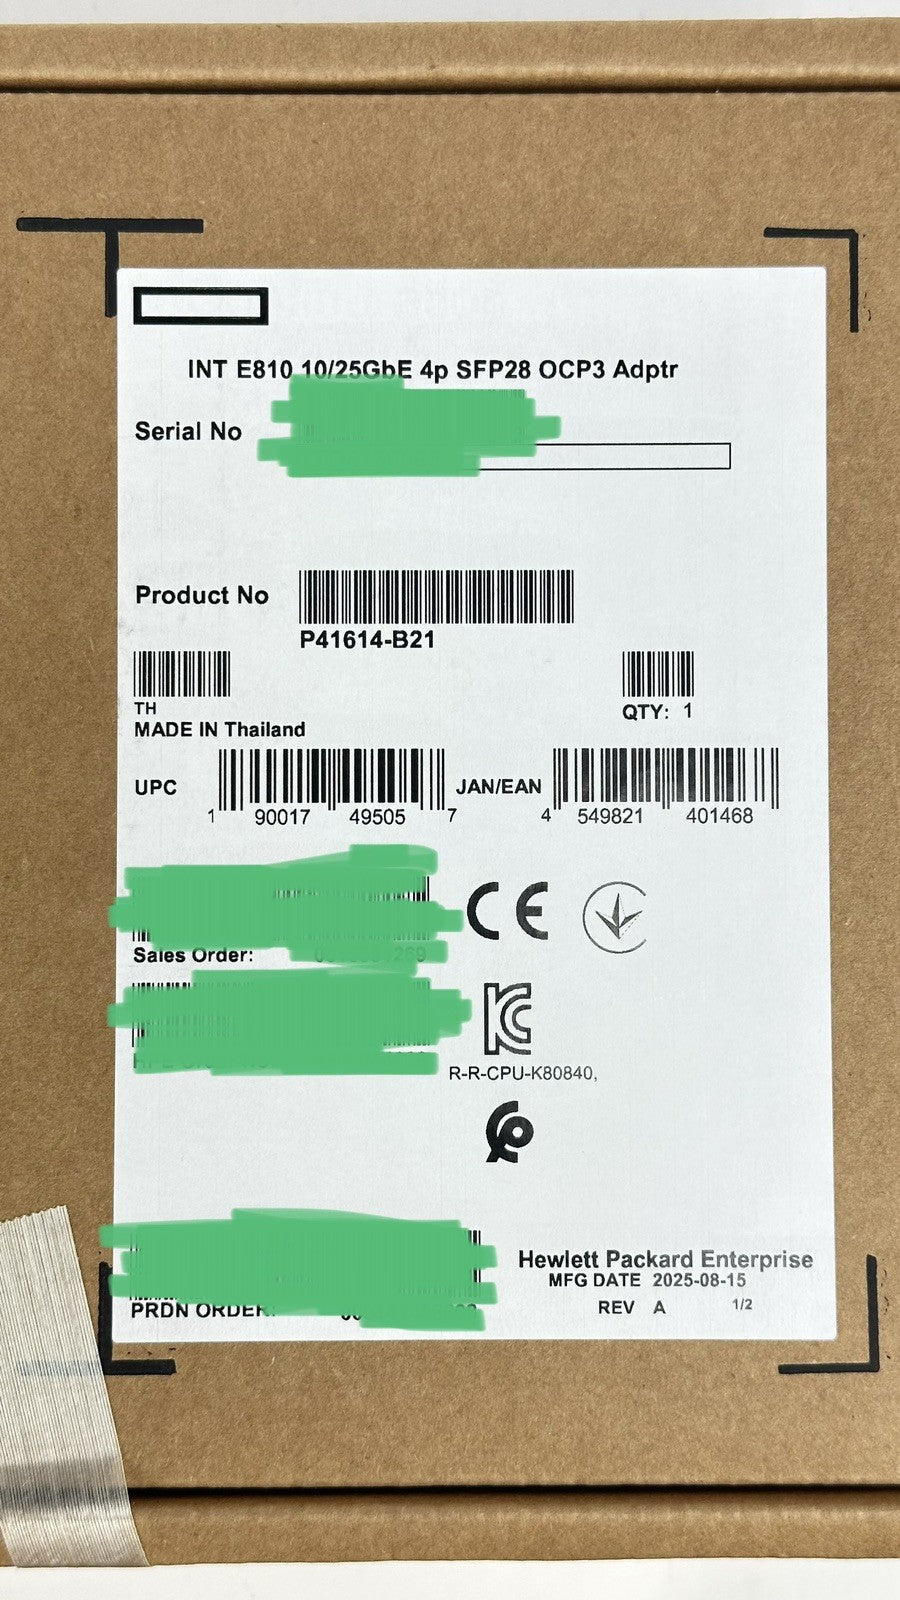 INT E810 10/25GbE 4p SFP28 OCP3 Adptr
Serial No
Product No
P41614-B21
TH
MADE IN Thailand
QTY: 1
UPC
1 90017 49505 7
JAN/EAN
4 549821 401468
CE
Sales Order:
R-R-CPU-K80840,
PRDN ORDER:
Hewlett Packard Enterprise
MFG DATE 2025-08-15
REV A 1/2